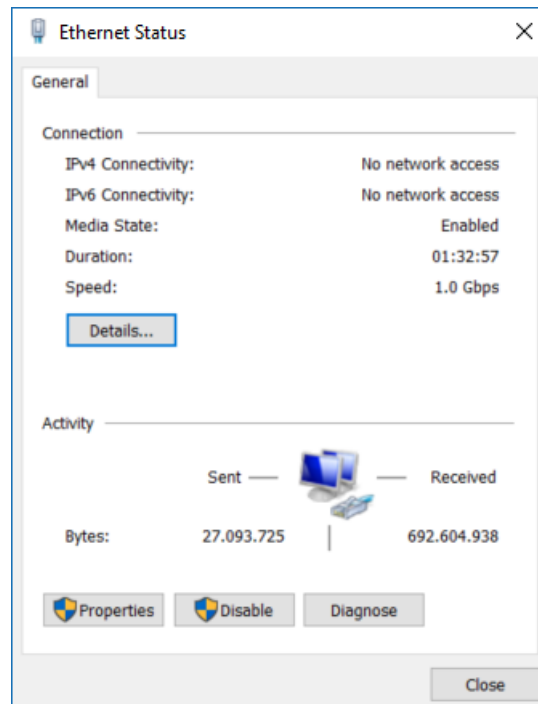 Ethernet Status
General
Connection
IPv4 Connectivity: No network access
IPv6 Connectivity: No network access
Media State: Enabled
Duration: 01:32:57
Speed: 1.0 Gbps
Details...
Activity
Sent Received
Bytes: 27.093.725 692.604.938
Properties Disable Diagnose
Close